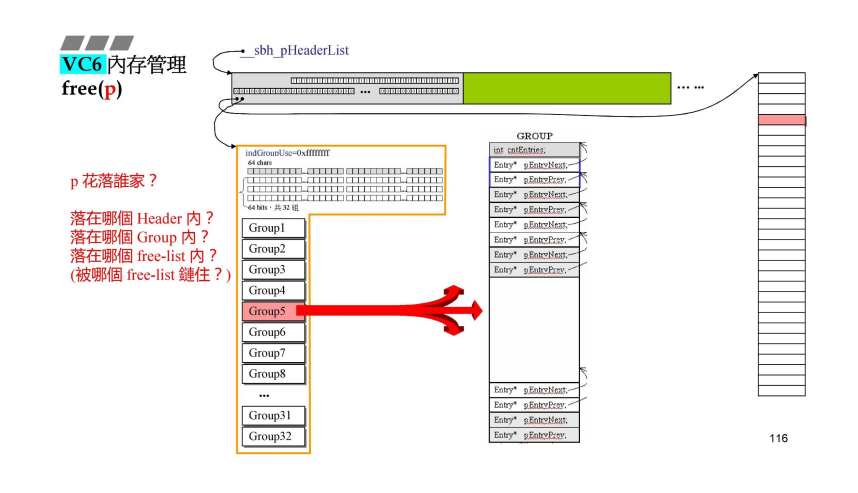 __sbh_pHeaderList
VC6 內存管理
free(p)
... ...
...
p 花落誰家？
落在哪個 Header 内？
落在哪個 Group 内？
落在哪個 free-list 内？
(被哪個 free-list 鏈住？)
indGroupUse=0xffffffff
64 chars
64 bits，共 32 組
Group1
Group2
Group3
Group4
Group5
Group6
Group7
Group8
...
Group31
Group32
GROUP
int cntEntries;
Entry* pEntryNext;
Entry* pEntryPrev;
Entry* pEntryNext;
Entry* pEntryPrev;
Entry* pEntryNext;
Entry* pEntryPrev;
Entry* pEntryNext;
Entry* pEntryPrev;
Entry* pEntryNext;
Entry* pEntryPrev;
Entry* pEntryNext;
Entry* pEntryPrev;
116